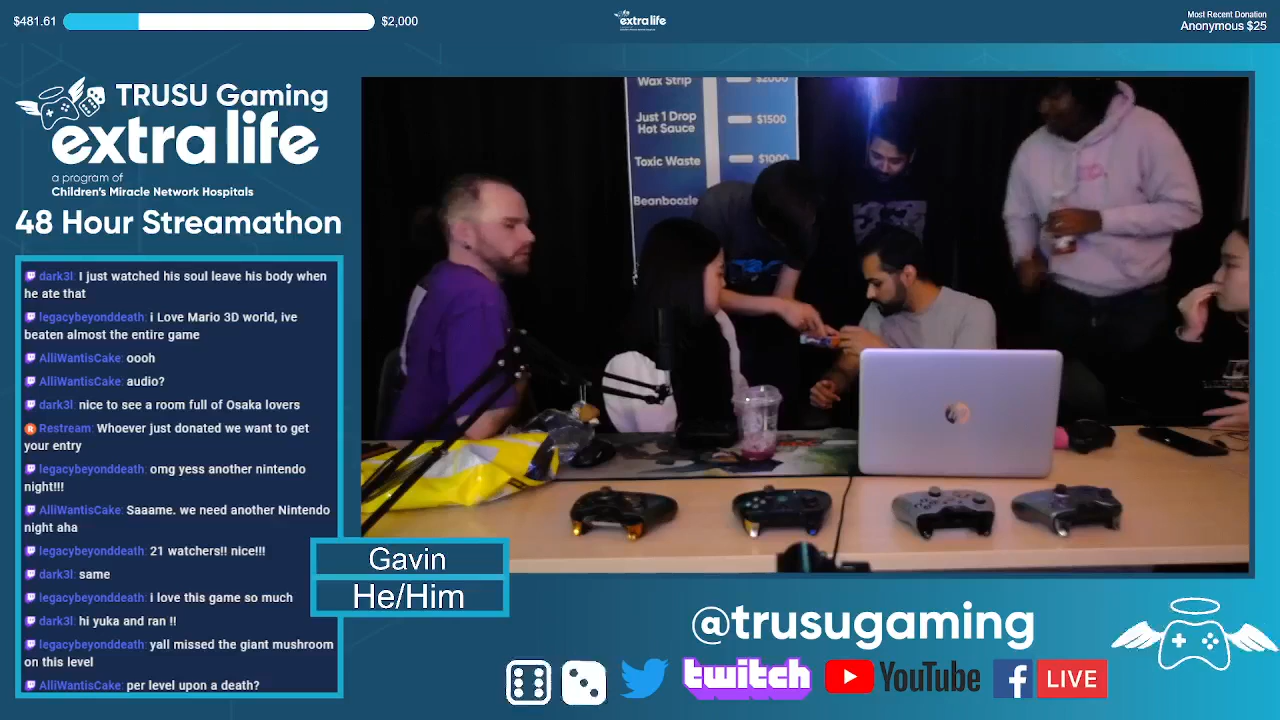 $481.61
$2,000
extra life
Most Recent Donation
Anonymous $25
TRUSU Gaming
extra life
a program of
Children's Miracle Network Hospitals
48 Hour Streamathon
dark3l: I just watched his soul leave his body when
he ate that
legacybeyonddeath: i Love Mario 3D world, ive
beaten almost the entire game
AlliWantisCake: oooh
AlliWantisCake: audio?
dark3l: nice to see a room full of Osaka lovers
Restream: Whoever just donated we want to get
your entry
legacybeyonddeath: omg yess another nintendo
night!!!
AlliWantisCake: Saaame. we need another Nintendo
night aha
legacybeyonddeath: 21 watchers!! nice!!!
dark3l: same
legacybeyonddeath: i love this game so much
dark3l: hi yuka and ran !!
legacybeyonddeath: yall missed the giant mushroom
on this level
AlliWantisCake: per level upon a death?
Wax Strip
$2000
Just 1 Drop
Hot Sauce
$1500
Toxic Waste
$1000
Beanboozle
hp
Gavin
He/Him
@trusugaming
twitch
YouTube
f LIVE